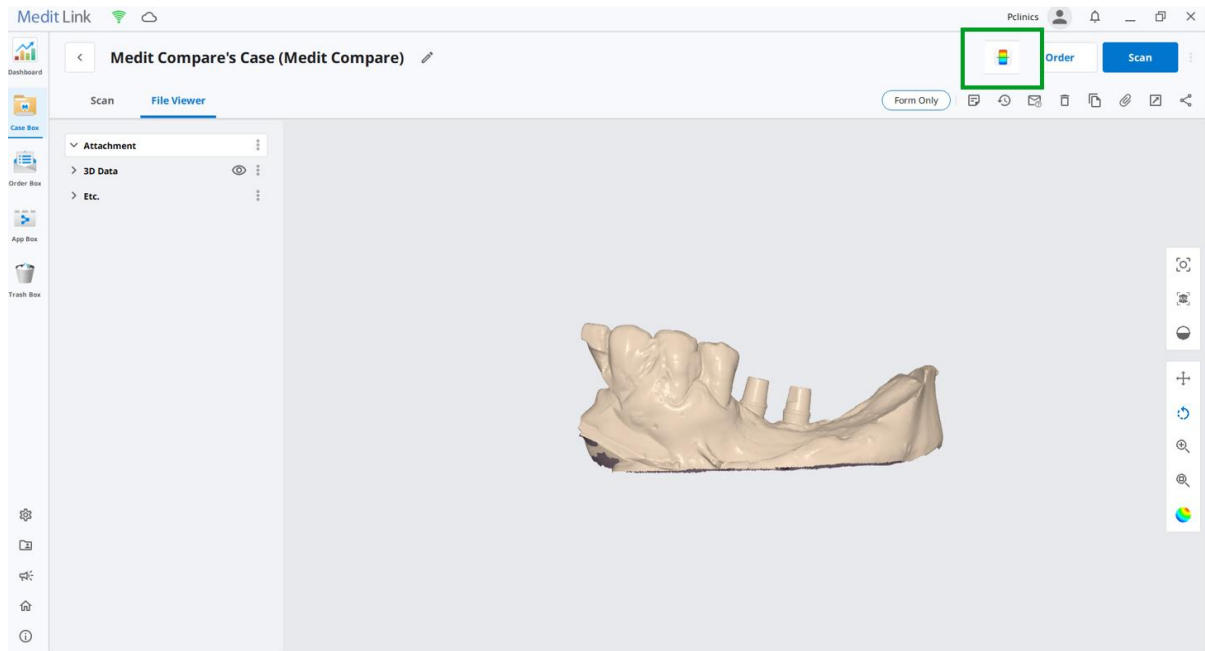 Medit Link
Pclinics
Dashboard
Medit Compare's Case (Medit Compare)
Order
Scan
Scan
File Viewer
Form Only
Case Box
Attachment
3D Data
Etc.
Order Box
App Box
Trash Box